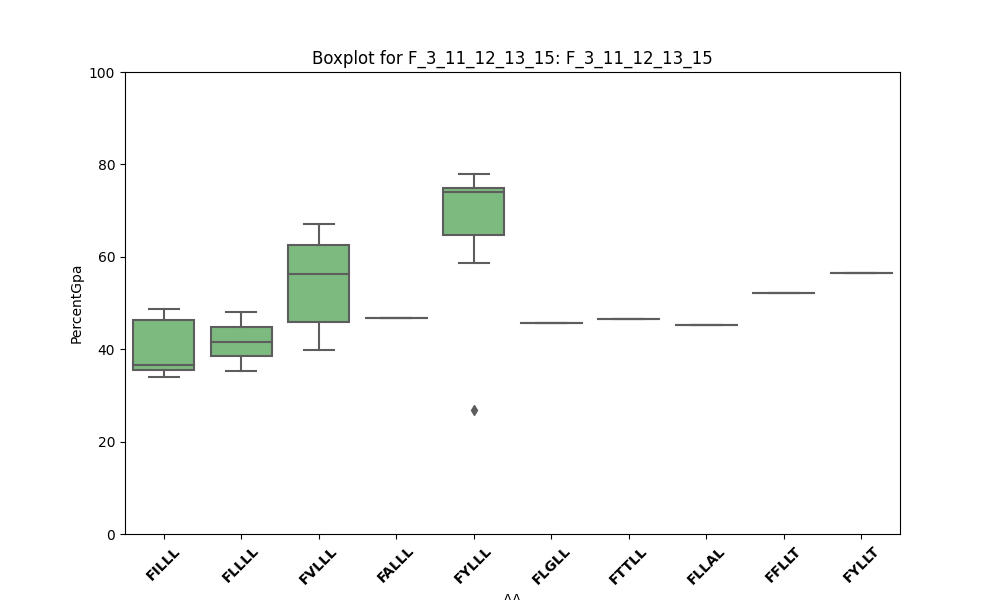 Boxplot for F_3_11_12_13_15: F_3_11_12_13_15
100
80
60
40
20
0
PercentGpa
FILLL
FLLLL
FVLLL
FALLL
FYLLL
FLGLL
FTTLL
FLLAL
FFLLT
FYLLT
AA